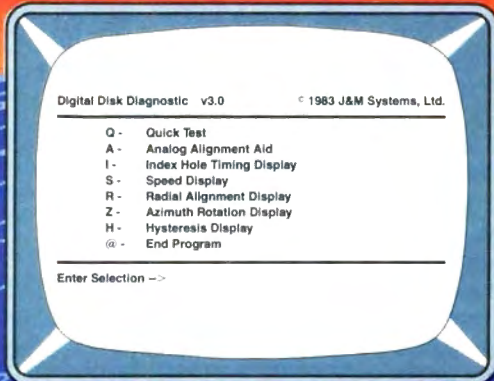 Digital Disk Diagnostic v3.0 © 1983 J&M Systems, Ltd.
Q - Quick Test
A - Analog Alignment Aid
I - Index Hole Timing Display
S - Speed Display
R - Radial Alignment Display
Z - Azimuth Rotation Display
H - Hysteresis Display
@ - End Program
Enter Selection -->